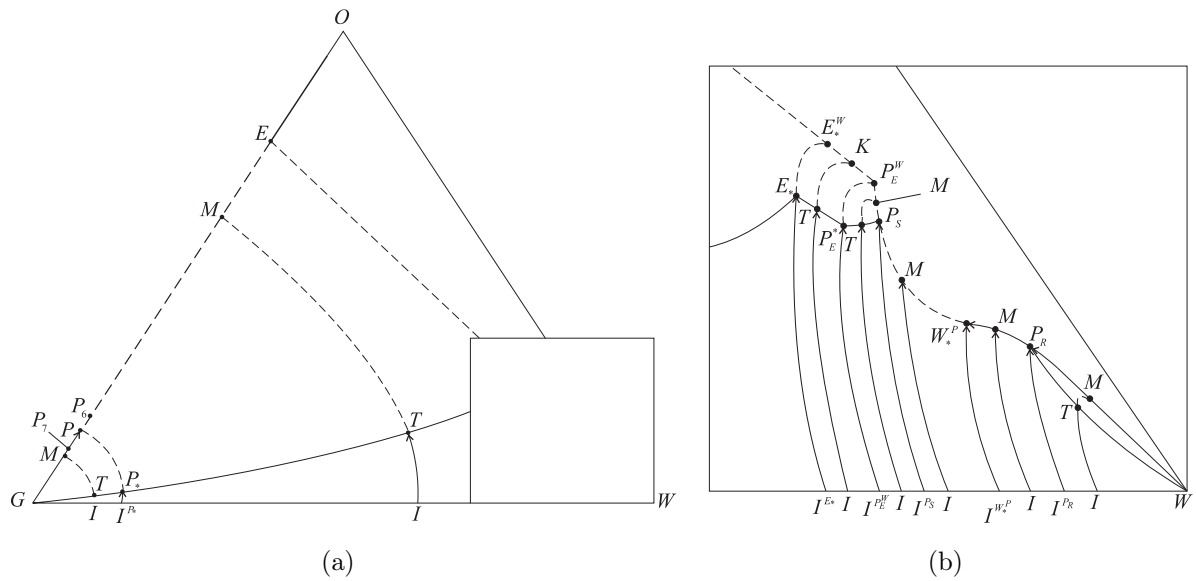 O
E
M
P₆
P₇
P
M
T
P*
T
G
I
I^{P*}
I
W
(a)
E*^W
K
P_E^W
M
E*
T
P_E^*
T
P_S
M
W*^P
M
P_R
M
T
I^{E*} I I^{P_E^W} I I^{P_S} I I^{W*^P} I I^{P_R} I W
(b)